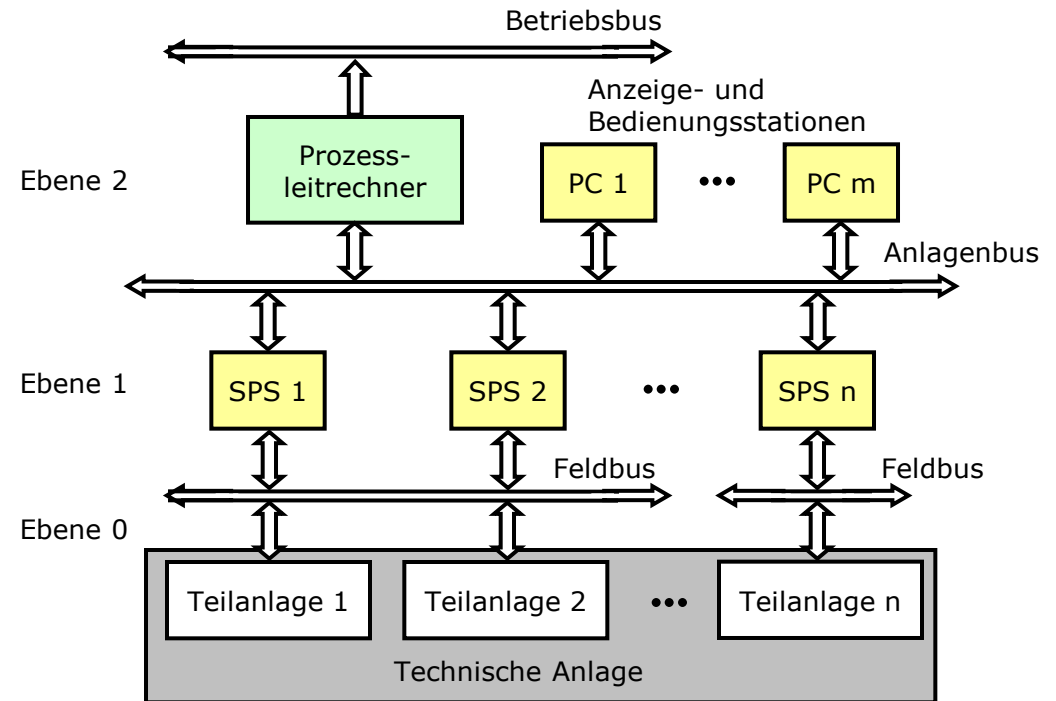 Betriebsbus
Anzeige- und
Bedienungsstationen
Prozess-
leitrechner
Ebene 2
PC 1
•••
PC m
Anlagenbus
Ebene 1
SPS 1
SPS 2
•••
SPS n
Feldbus
Feldbus
Ebene 0
Teilanlage 1
Teilanlage 2
•••
Teilanlage n
Technische Anlage